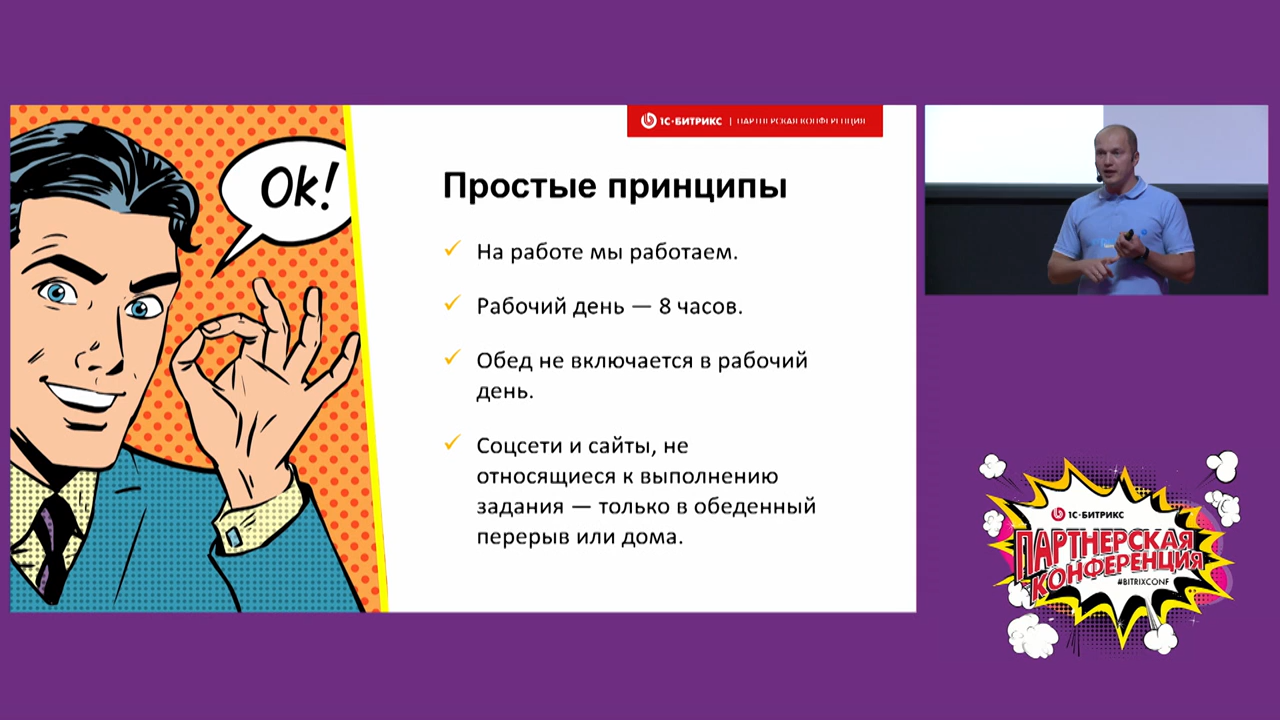 1С-БИТРИКС | ПАРТНЕРСКАЯ КОНФЕРЕНЦИЯ
Ok!
Простые принципы
На работе мы работаем.
Рабочий день — 8 часов.
Обед не включается в рабочий
день.
Соцсети и сайты, не
относящиеся к выполнению
задания — только в обеденный
перерыв или дома.
1С-БИТРИКС
ПАРТНЕРСКАЯ
КОНФЕРЕНЦИЯ
#BITRIXCONF